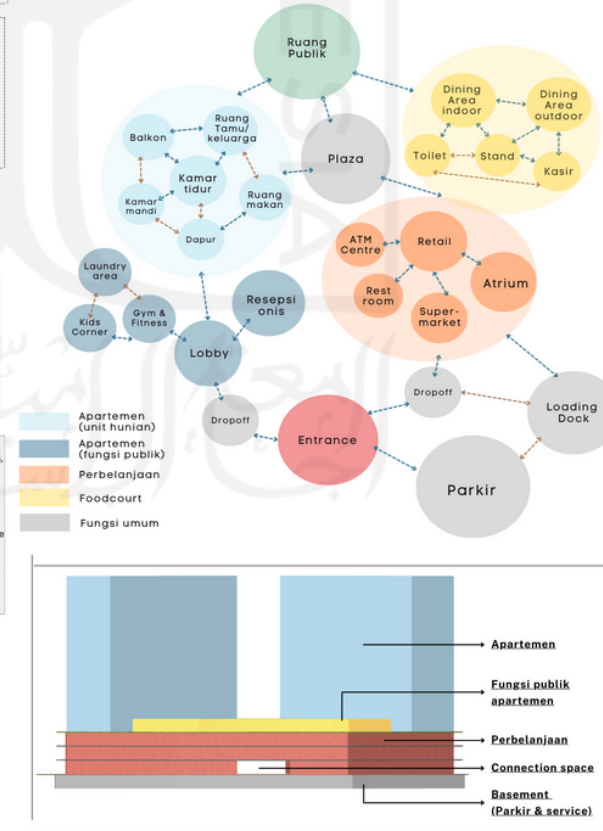 Ruang
Publik
Dining
Area
indoor
Dining
Area
outdoor
Toilet
Stand
Kasir
Balkon
Ruang
Tamu/
keluarga
Kamar
tidur
Kamar
mandi
Ruang
makan
Dapur
Plaza
ATM
Centre
Retail
Rest
room
Super-
market
Atrium
Laundry
area
Kids
Corner
Gym &
Fitness
Resepsi
onis
Lobby
Dropoff
Dropoff
Entrance
Loading
Dock
Parkir
Apartemen
(unit hunian)
Apartemen
(fungsi publik)
Perbelanjaan
Foodcourt
Fungsi umum
Apartemen
Fungsi publik
apartemen
Perbelanjaan
Connection space
Basement
(Parkir & service)